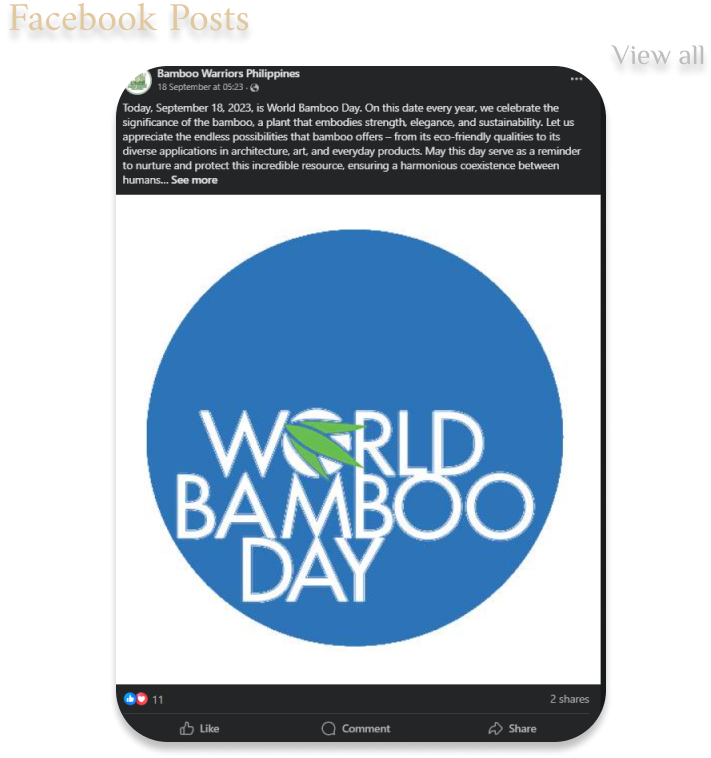 Facebook Posts
View all
Bamboo Warriors Philippines
18 September at 05:23 ·
Today, September 18, 2023, is World Bamboo Day. On this date every year, we celebrate the
significance of the bamboo, a plant that embodies strength, elegance, and sustainability. Let us
appreciate the endless possibilities that bamboo offers – from its eco-friendly qualities to its
diverse applications in architecture, art, and everyday products. May this day serve as a reminder
to nurture and protect this incredible resource, ensuring a harmonious coexistence between
humans... See more
WORLD
BAMBOO
DAY
11 2 shares
Like Comment Share